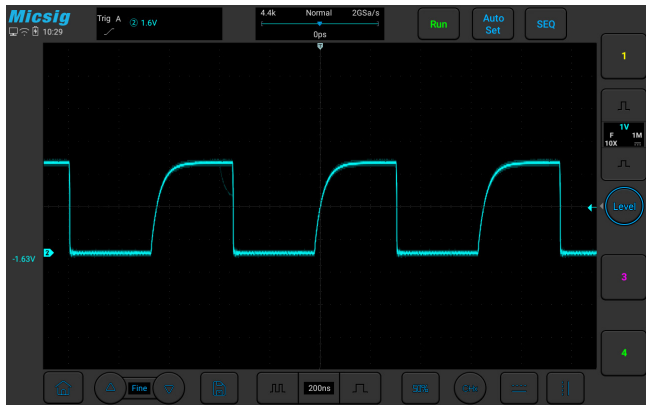 Micsig
10:29
Trig A ② 1.6V
4.4k Normal 2GSa/s
0ps
Run
Auto
Set
SEQ
T
1
1V
F 1M
10X
Level
2
-1.63V
3
4
Fine
200ns
50%